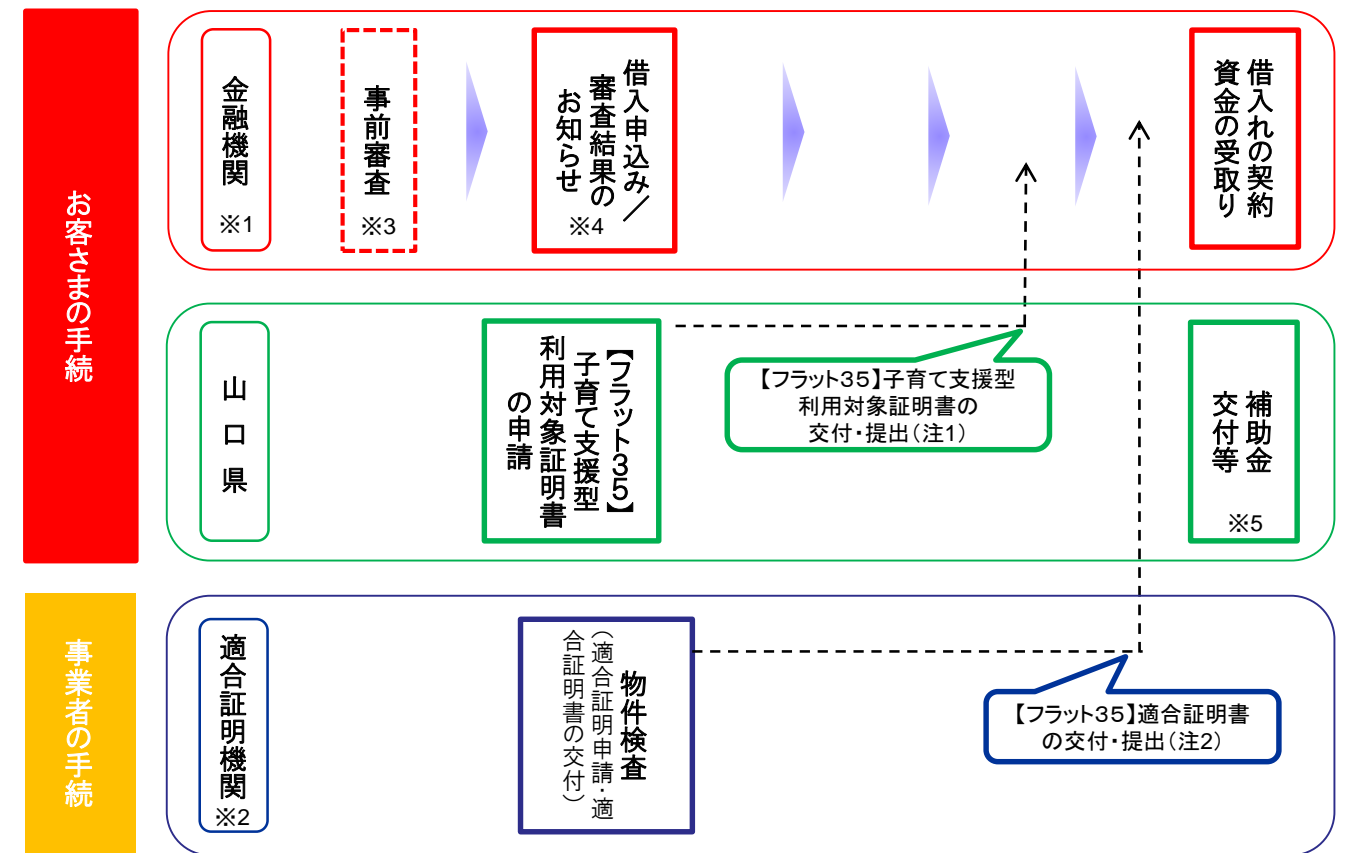 お客さまの手続
金融機関
※1
事前審査
※3
借入申込み/
審査結果の
お知らせ
※4
借入れの契約
資金の受取り
山口県
【フラット35】
子育て支援型
利用対象証明書
の申請
【フラット35】子育て支援型
利用対象証明書の
交付・提出(注1)
補助金
交付等
※5
事業者の手続
適合証明機関
※2
物件検査
(適合証明申請・適
合証明書の交付)
【フラット35】適合証明書
の交付・提出(注2)